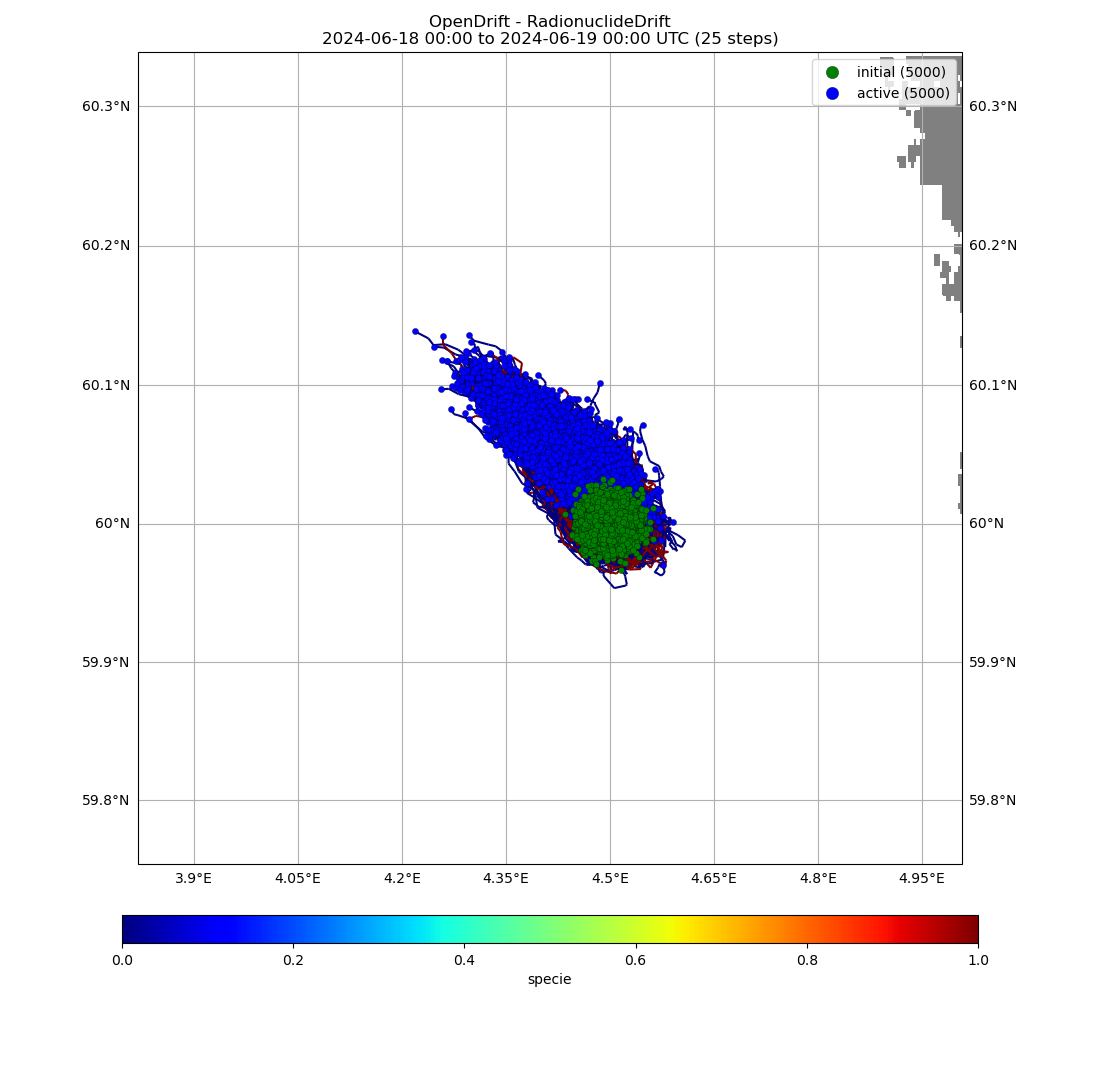 OpenDrift - RadionuclideDrift
2024-06-18 00:00 to 2024-06-19 00:00 UTC (25 steps)
initial (5000)
active (5000)
60.3°N 60.3°N
60.2°N 60.2°N
60.1°N 60.1°N
60°N 60°N
59.9°N 59.9°N
59.8°N 59.8°N
3.9°E 4.05°E 4.2°E 4.35°E 4.5°E 4.65°E 4.8°E 4.95°E
0.0 0.2 0.4 0.6 0.8 1.0
specie